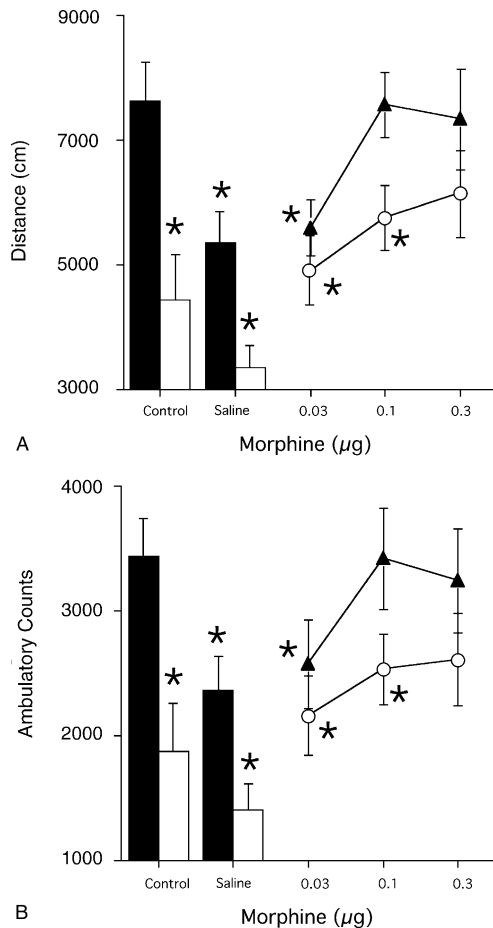 9000
7000
5000
3000
Distance (cm)
*
*
*
*
*
*
Control
Saline
0.03
0.1
0.3
A
Morphine (µg)
4000
3000
2000
1000
Ambulatory Counts
*
*
*
*
*
*
Control
Saline
0.03
0.1
0.3
B
Morphine (µg)